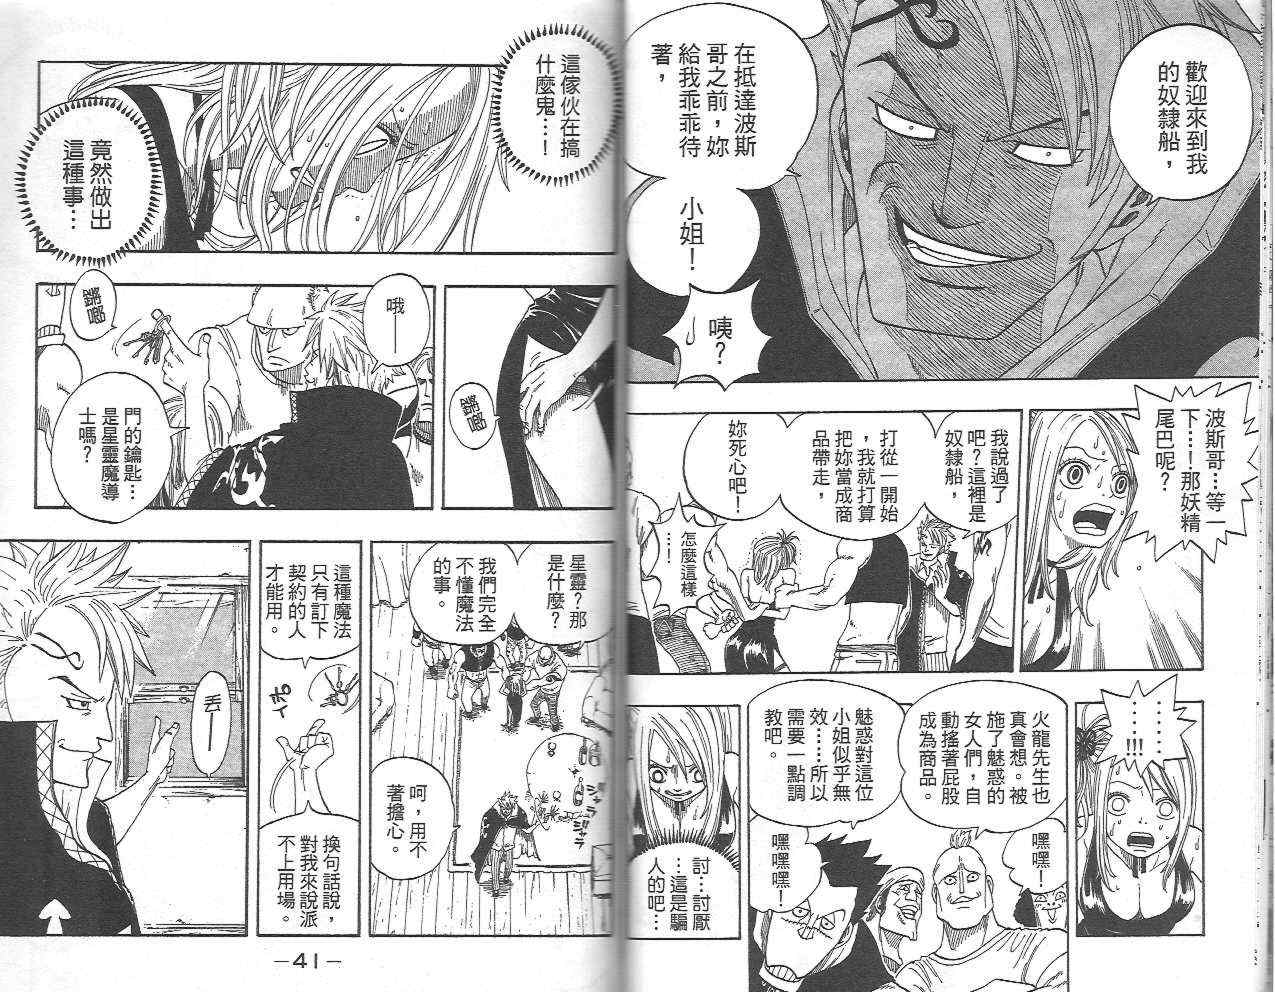 歡迎來到我
的奴隸船，
在抵達波斯
哥之前，妳
給我乖乖待
著，
小姐！
咦？
波斯哥…等一
下…！那妖精
尾巴呢？
我說過了
吧？這裡是
奴隸船，
打從一開始
，我就打算
把妳當成商
品帶走，
妳死心吧！
怎麼這樣
…！
………
………!!!
火龍先生也
真會想。被
施了魅惑的
女人們，自
動搖著屁股
成為商品。
魅惑對這位
小姐似乎無
效……所以
需要一點調
教吧。
嘿嘿！
嘿嘿嘿！
討…討厭
…這是騙
人的吧…
這傢伙在搞
什麼鬼…！
竟然做出
這種事…
鏘啷
哦——
鏘啷
門的鑰匙…
是星靈魔導
士嗎？
星靈？那
是什麼？
我們完全
不懂魔法
的事。
ジャラ
ジャラ
呵，用不
著擔心。
這種魔法
只有訂下
契約的人
才能用。
換句話說，
對我來說派
不上用場。
丟——
—41—